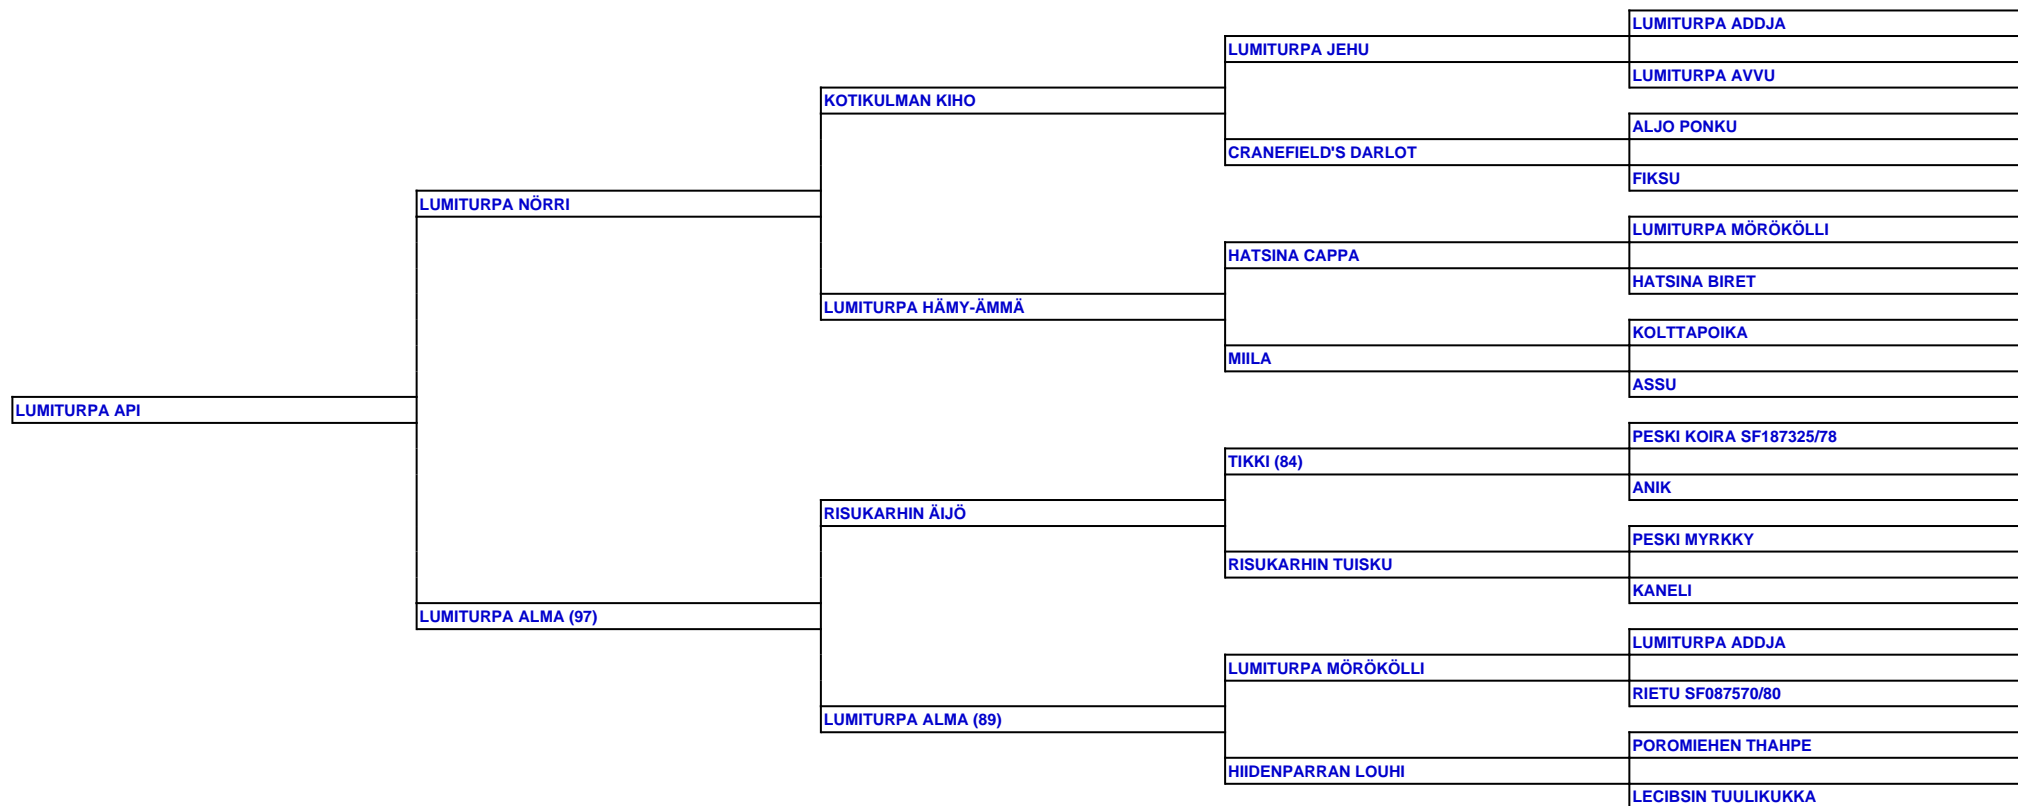 LUMITURPA ADDJA
LUMITURPA JEHU
LUMITURPA AVVU
KOTIKULMAN KIHO
ALJO PONKU
CRANEFIELD'S DARLOT
FIKSU
LUMITURPA NÖRRI
LUMITURPA MÖRÖKÖLLI
HATSINA CAPPA
HATSINA BIRET
LUMITURPA HÄMY-ÄMMÄ
KOLTTAPOIKA
MIILA
ASSU
LUMITURPA API
PESKI KOIRA SF187325/78
TIKKI (84)
ANIK
RISUKARHIN ÄIJÖ
PESKI MYRKKY
RISUKARHIN TUISKU
KANELI
LUMITURPA ALMA (97)
LUMITURPA ADDJA
LUMITURPA MÖRÖKÖLLI
RIETU SF087570/80
LUMITURPA ALMA (89)
POROMIEHEN THAHPE
HIIDENPARRAN LOUHI
LECIBSIN TUULIKUKKA